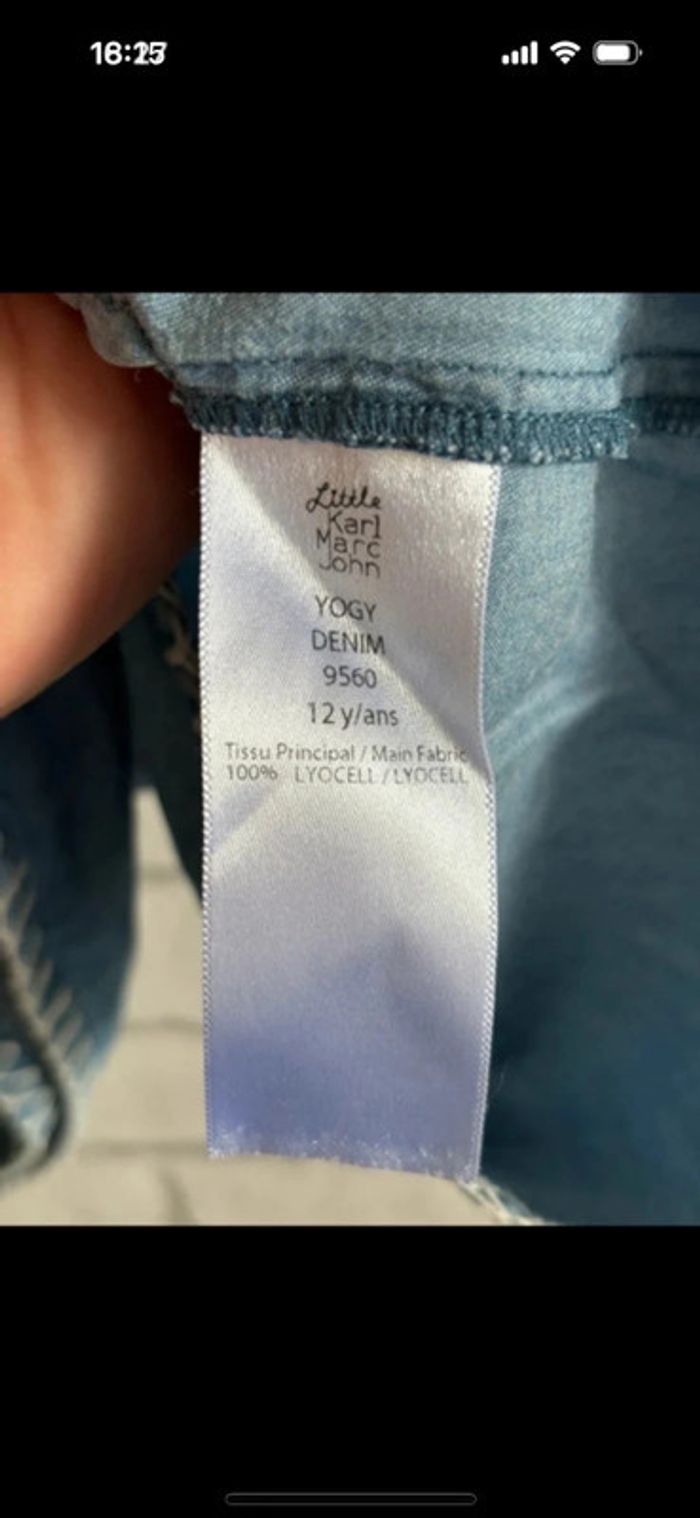 Little
Karl
Marc
John
YOGY
DENIM
9560
12 y/ans
Tissu Principal / Main Fabric
100% LYOCELL / LYOCELL